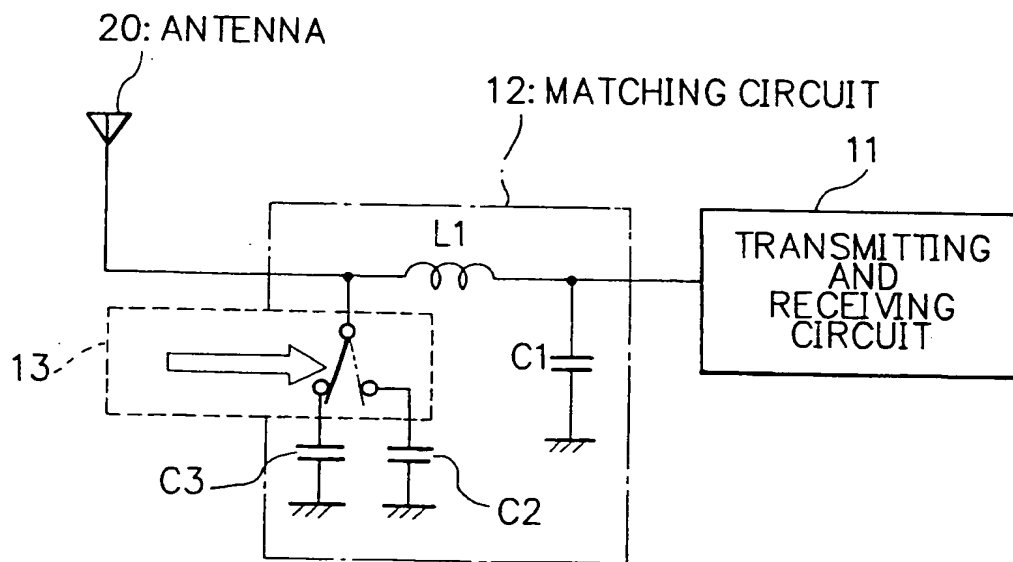 20: ANTENNA
12: MATCHING CIRCUIT
11
L1
TRANSMITTING
AND
RECEIVING
CIRCUIT
13
C1
C3
C2